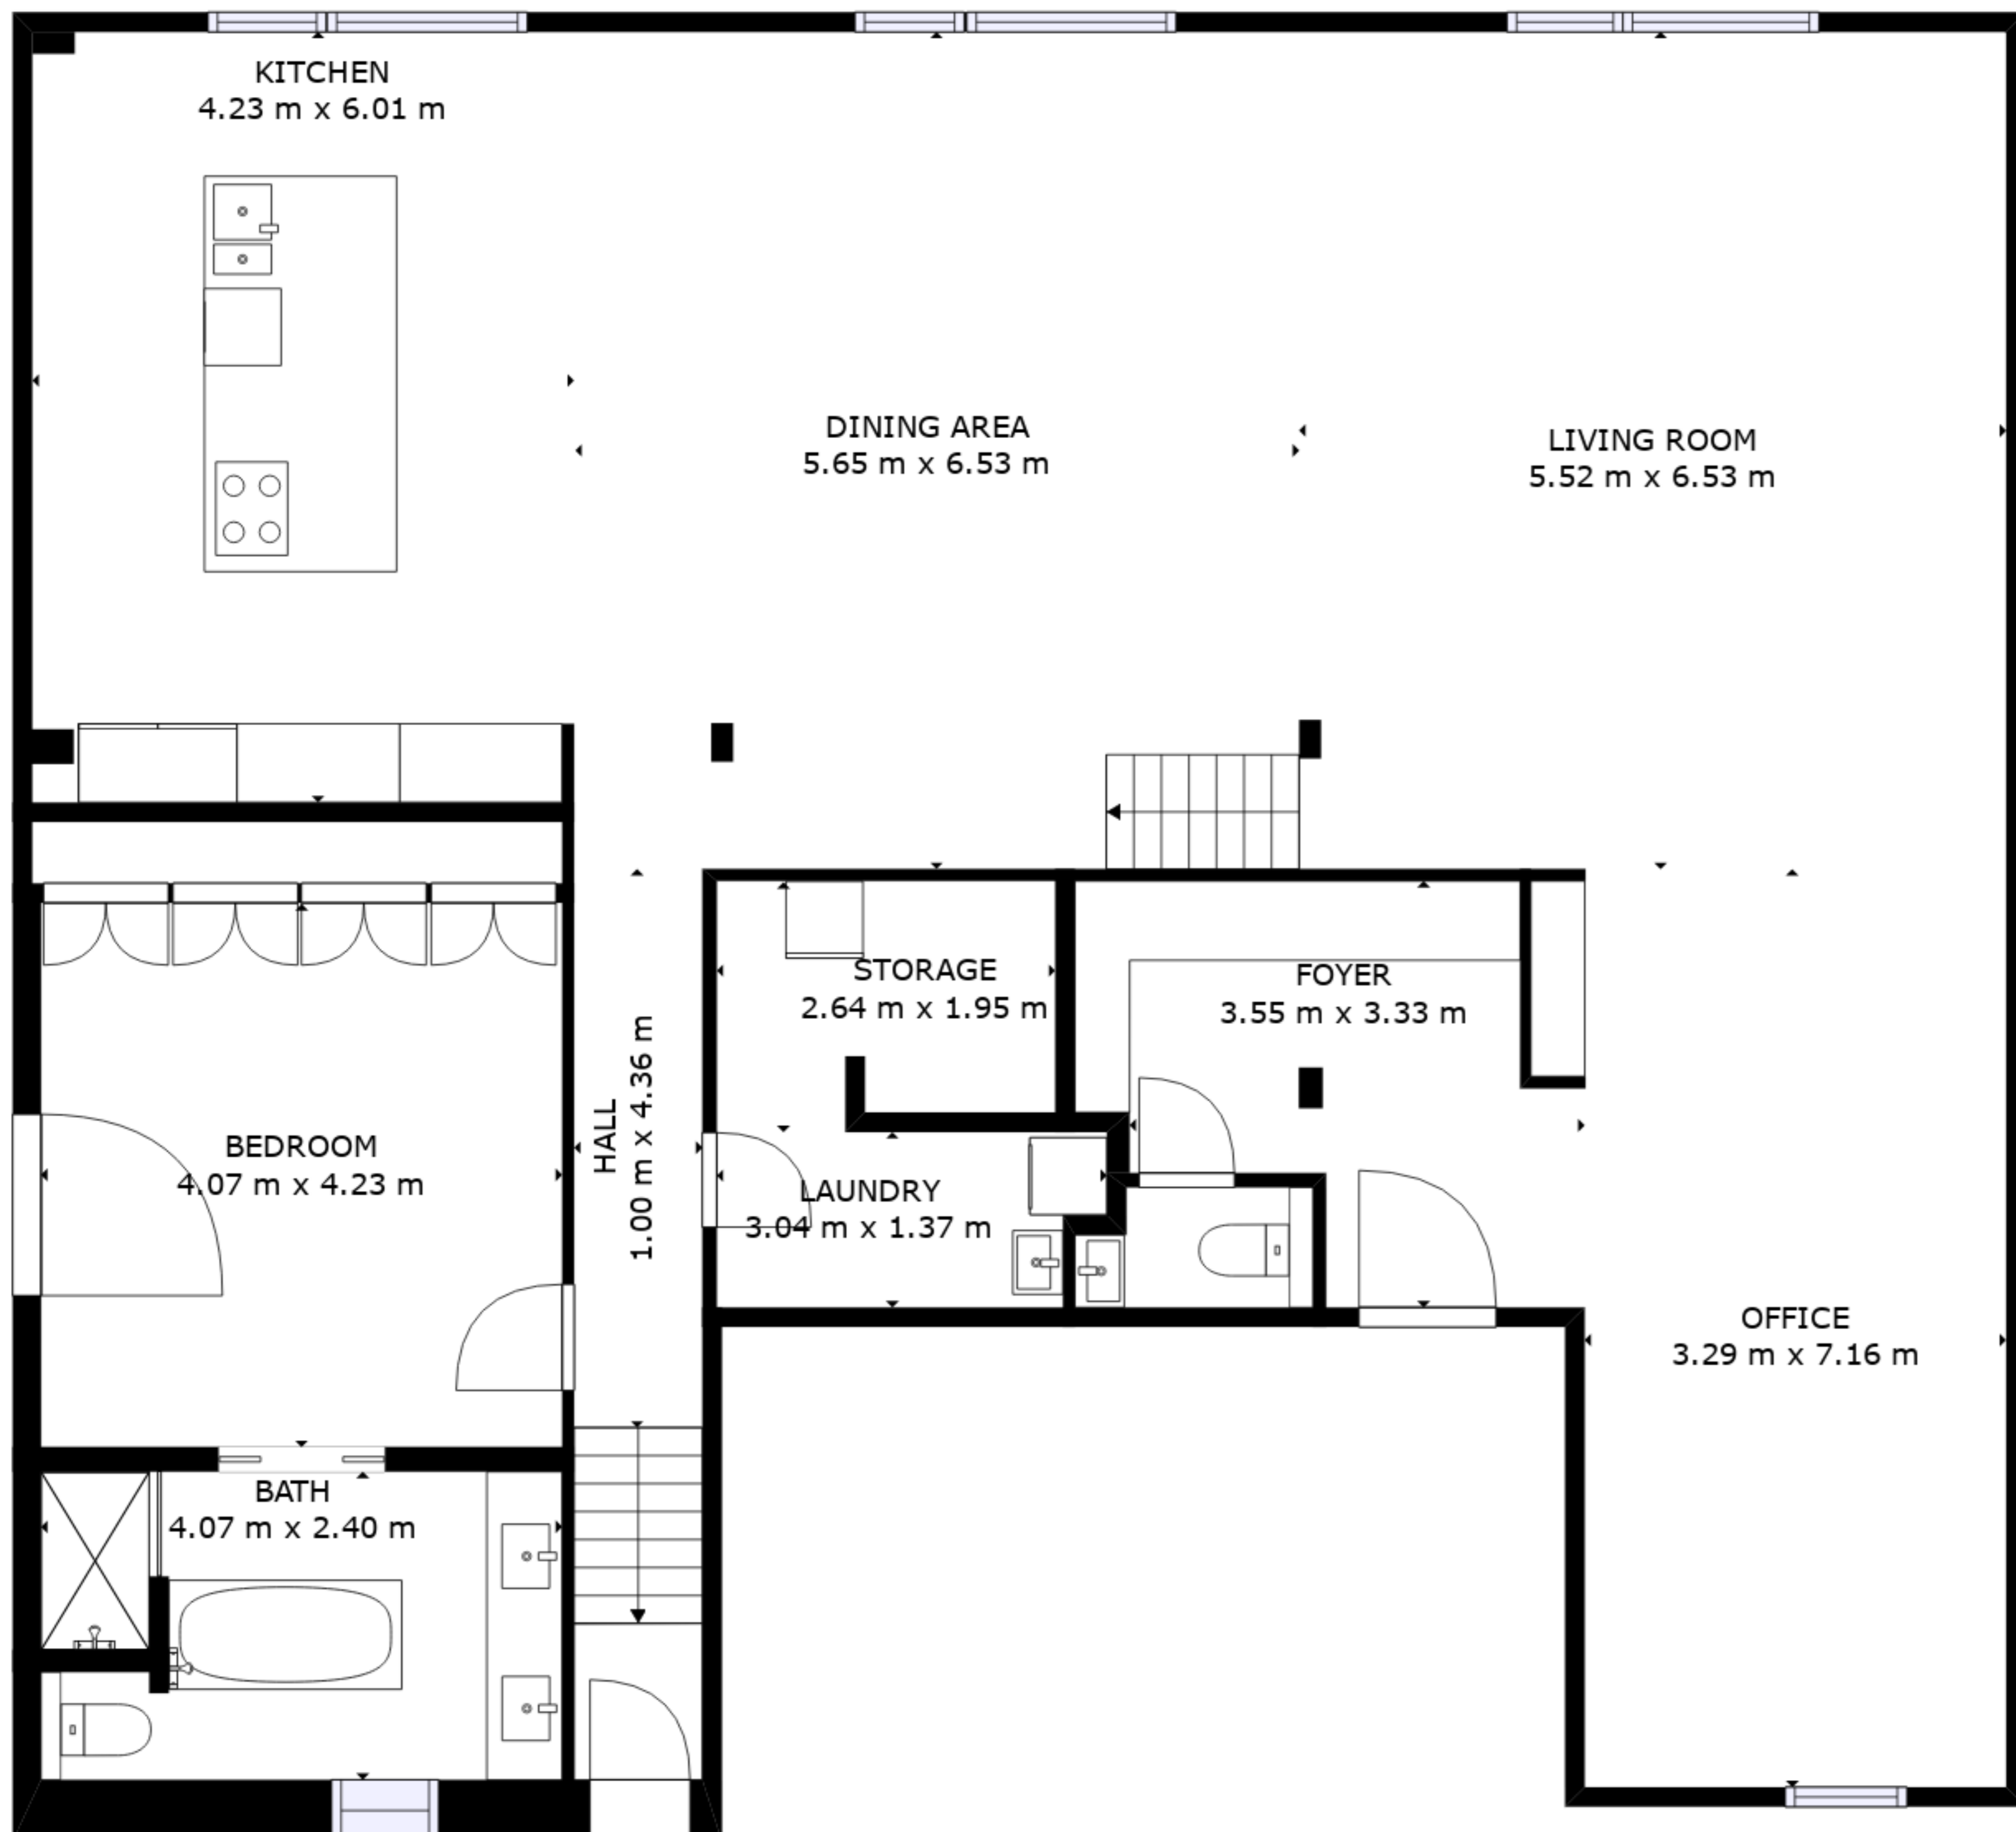 KITCHEN
4.23 m x 6.01 m
DINING AREA
5.65 m x 6.53 m
LIVING ROOM
5.52 m x 6.53 m
STORAGE
2.64 m x 1.95 m
FOYER
3.55 m x 3.33 m
HALL
1.00 m x 4.36 m
BEDROOM
4.07 m x 4.23 m
LAUNDRY
3.04 m x 1.37 m
OFFICE
3.29 m x 7.16 m
BATH
4.07 m x 2.40 m